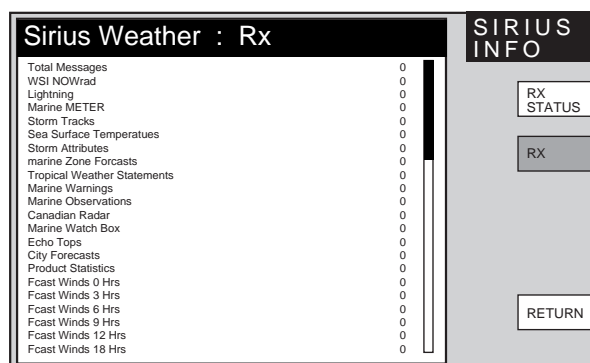 Sirius Weather : Rx
Total Messages 0
WSI NOWrad 0
Lightning 0
Marine METER 0
Storm Tracks 0
Sea Surface Temperatues 0
Storm Attributes 0
marine Zone Forcasts 0
Tropical Weather Statements 0
Marine Warnings 0
Marine Observations 0
Canadian Radar 0
Marine Watch Box 0
Echo Tops 0
City Forecasts 0
Product Statistics 0
Fcast Winds 0 Hrs 0
Fcast Winds 3 Hrs 0
Fcast Winds 6 Hrs 0
Fcast Winds 9 Hrs 0
Fcast Winds 12 Hrs 0
Fcast Winds 18 Hrs 0
SIRIUS
INFO
RX
STATUS
RX
RETURN